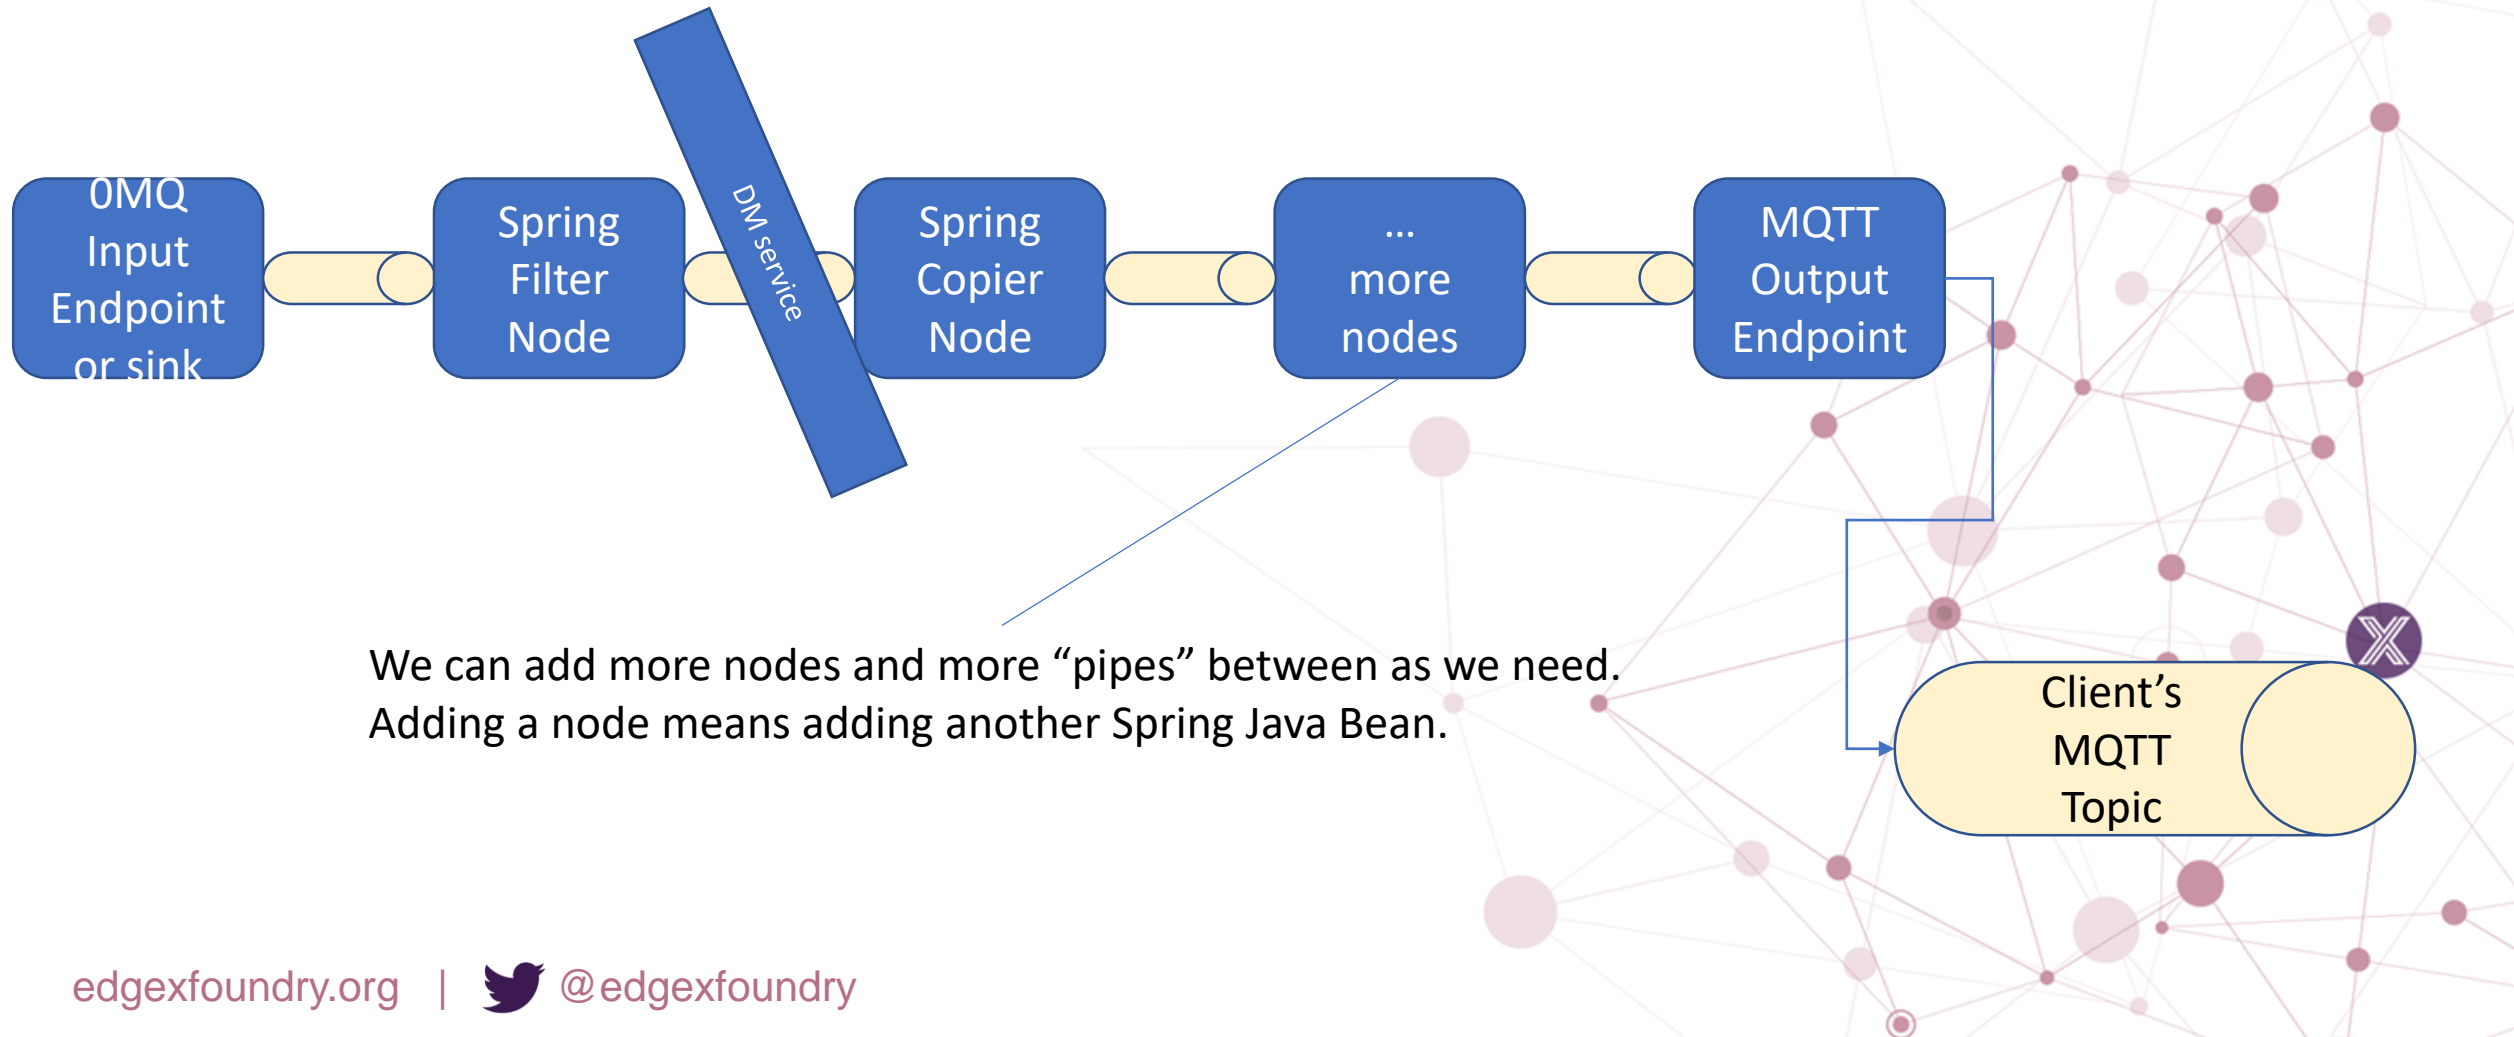 0MQ
Input
Endpoint
or sink
Spring
Filter
Node
DM service
Spring
Copier
Node
...
more
nodes
MQTT
Output
Endpoint
We can add more nodes and more “pipes” between as we need.
Adding a node means adding another Spring Java Bean.
Client’s
MQTT
Topic
edgexfoundry.org | @edgexfoundry